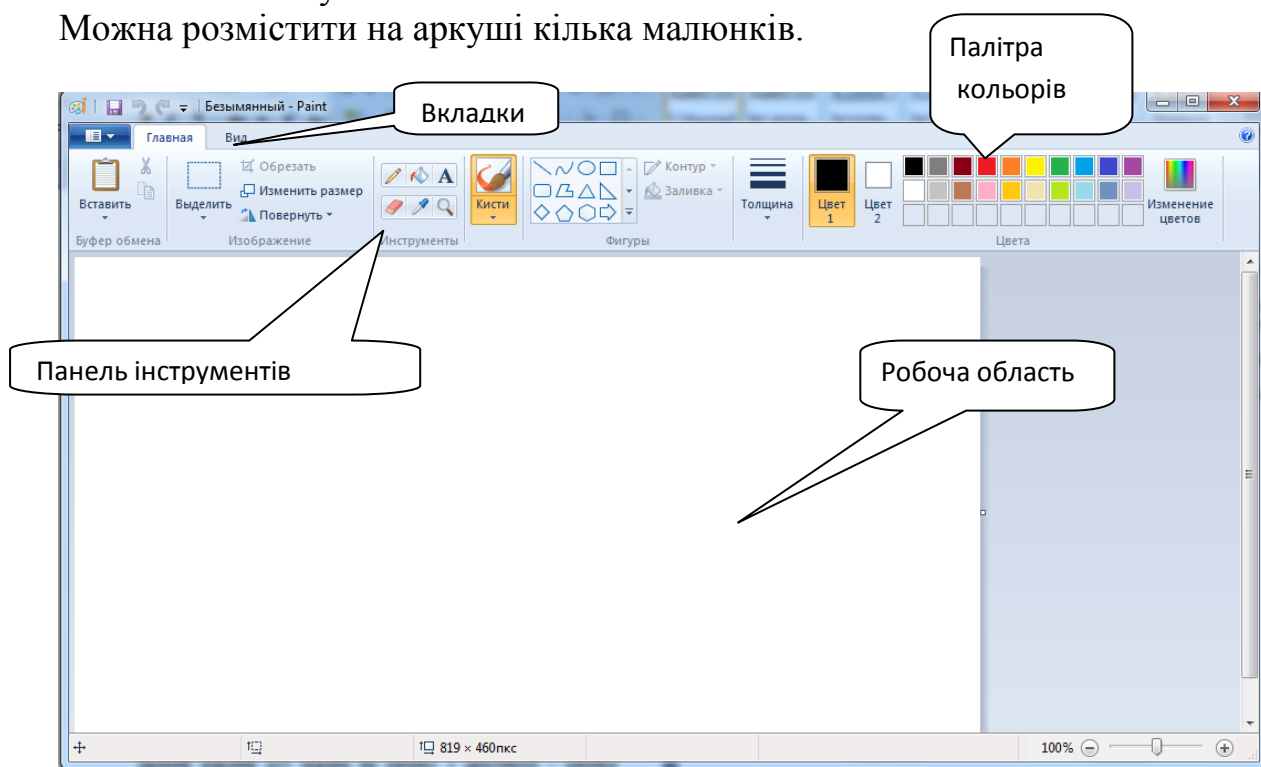 Можна розмістити на аркуші кілька малюнків.
Палітра
кольорів
Вкладки
Безымянный - Paint
Главная
Вид
Вставить
Выделить
Обрезать
Изменить размер
Повернуть
A
Кисти
Контур
Заливка
Толщина
Цвет
1
Цвет
2
Изменение
цветов
Буфер обмена
Изображение
Инструменты
Фигуры
Цвета
Панель інструментів
Робоча область
819 × 460пкс
100%